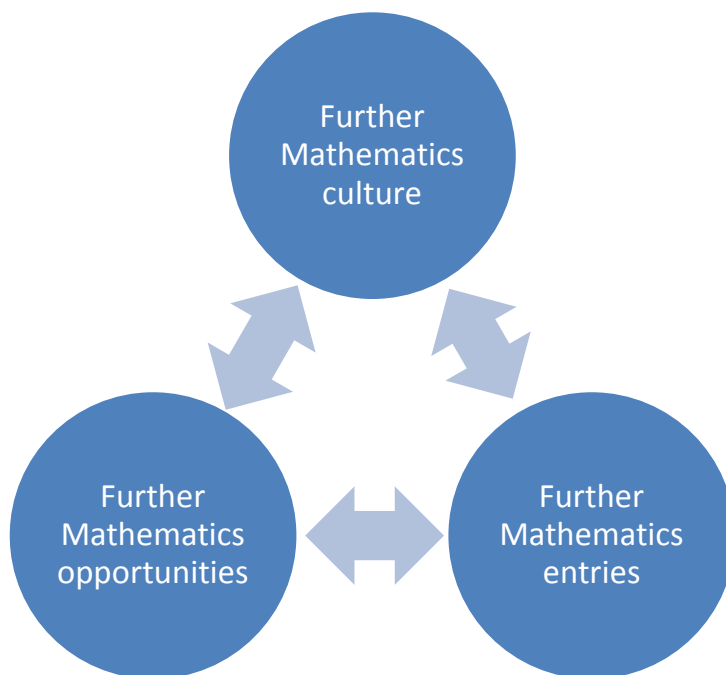 Further
Mathematics
culture
Further
Mathematics
opportunities
Further
Mathematics
entries